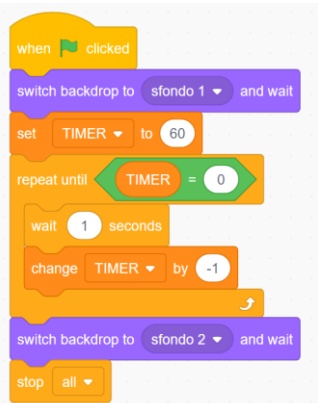 when clicked
switch backdrop to sfondo 1 and wait
set TIMER to 60
repeat until TIMER = 0
wait 1 seconds
change TIMER by -1
switch backdrop to sfondo 2 and wait
stop all